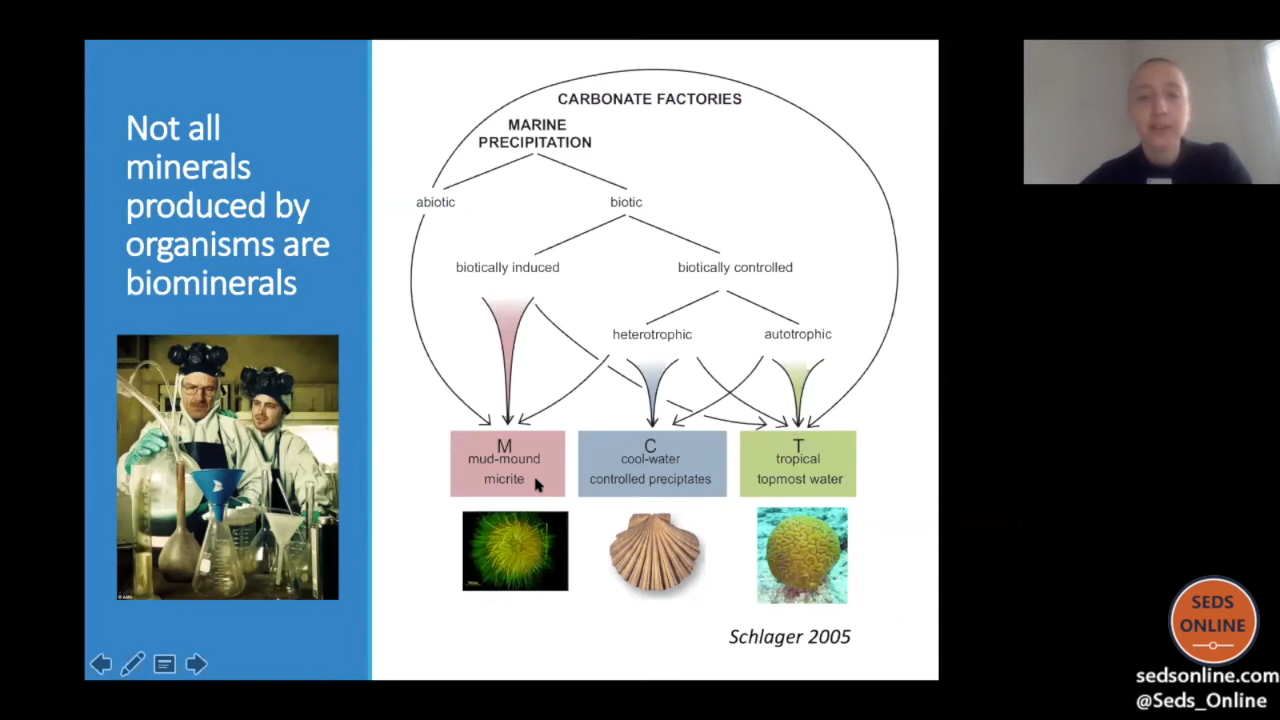 Not all
minerals
produced by
organisms are
biominerals
CARBONATE FACTORIES
MARINE
PRECIPITATION
abiotic
biotic
biotically induced
biotically controlled
heterotrophic
autotrophic
M
mud-mound
micrite
C
cool-water
controlled preciptates
T
tropical
topmost water
Schlager 2005
SEDS
ONLINE
sedsonline.com
@Seds_Online